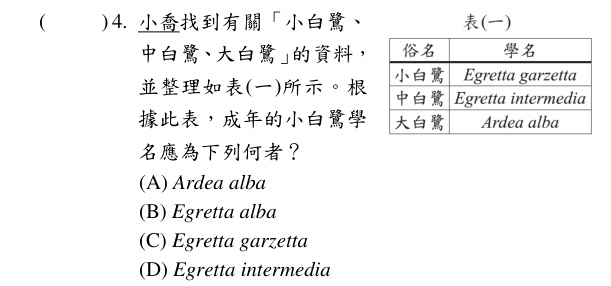 (　　)4. 小喬找到有關「小白鷺、
中白鷺、大白鷺」的資料，
並整理如表(一)所示。根
據此表，成年的小白鷺學
名應為下列何者？
(A) Ardea alba
(B) Egretta alba
(C) Egretta garzetta
(D) Egretta intermedia
表(一)
俗名 學名
小白鷺 Egretta garzetta
中白鷺 Egretta intermedia
大白鷺 Ardea alba